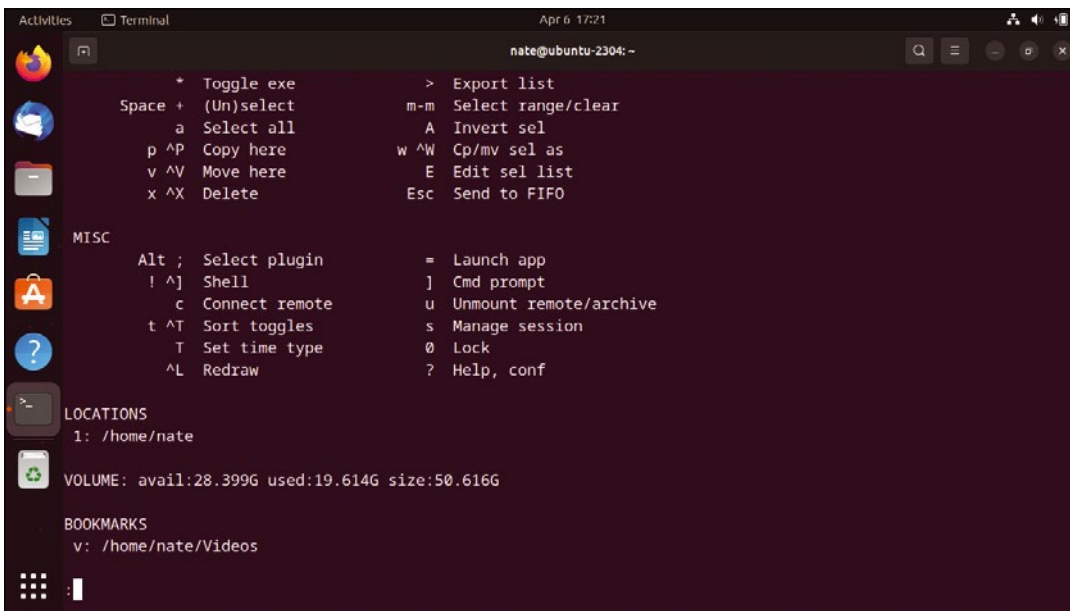 Activities Terminal Apr 6 17:21
nate@ubuntu-2304: ~
* Toggle exe > Export list
Space + (Un)select m-m Select range/clear
a Select all A Invert sel
p ^P Copy here w ^W Cp/mv sel as
v ^V Move here E Edit sel list
x ^X Delete Esc Send to FIFO
MISC
Alt ; Select plugin = Launch app
! ^] Shell ] Cmd prompt
c Connect remote u Unmount remote/archive
t ^T Sort toggles s Manage session
T Set time type 0 Lock
^L Redraw ? Help, conf
LOCATIONS
1: /home/nate
VOLUME: avail:28.399G used:19.614G size:50.616G
BOOKMARKS
v: /home/nate/Videos
: